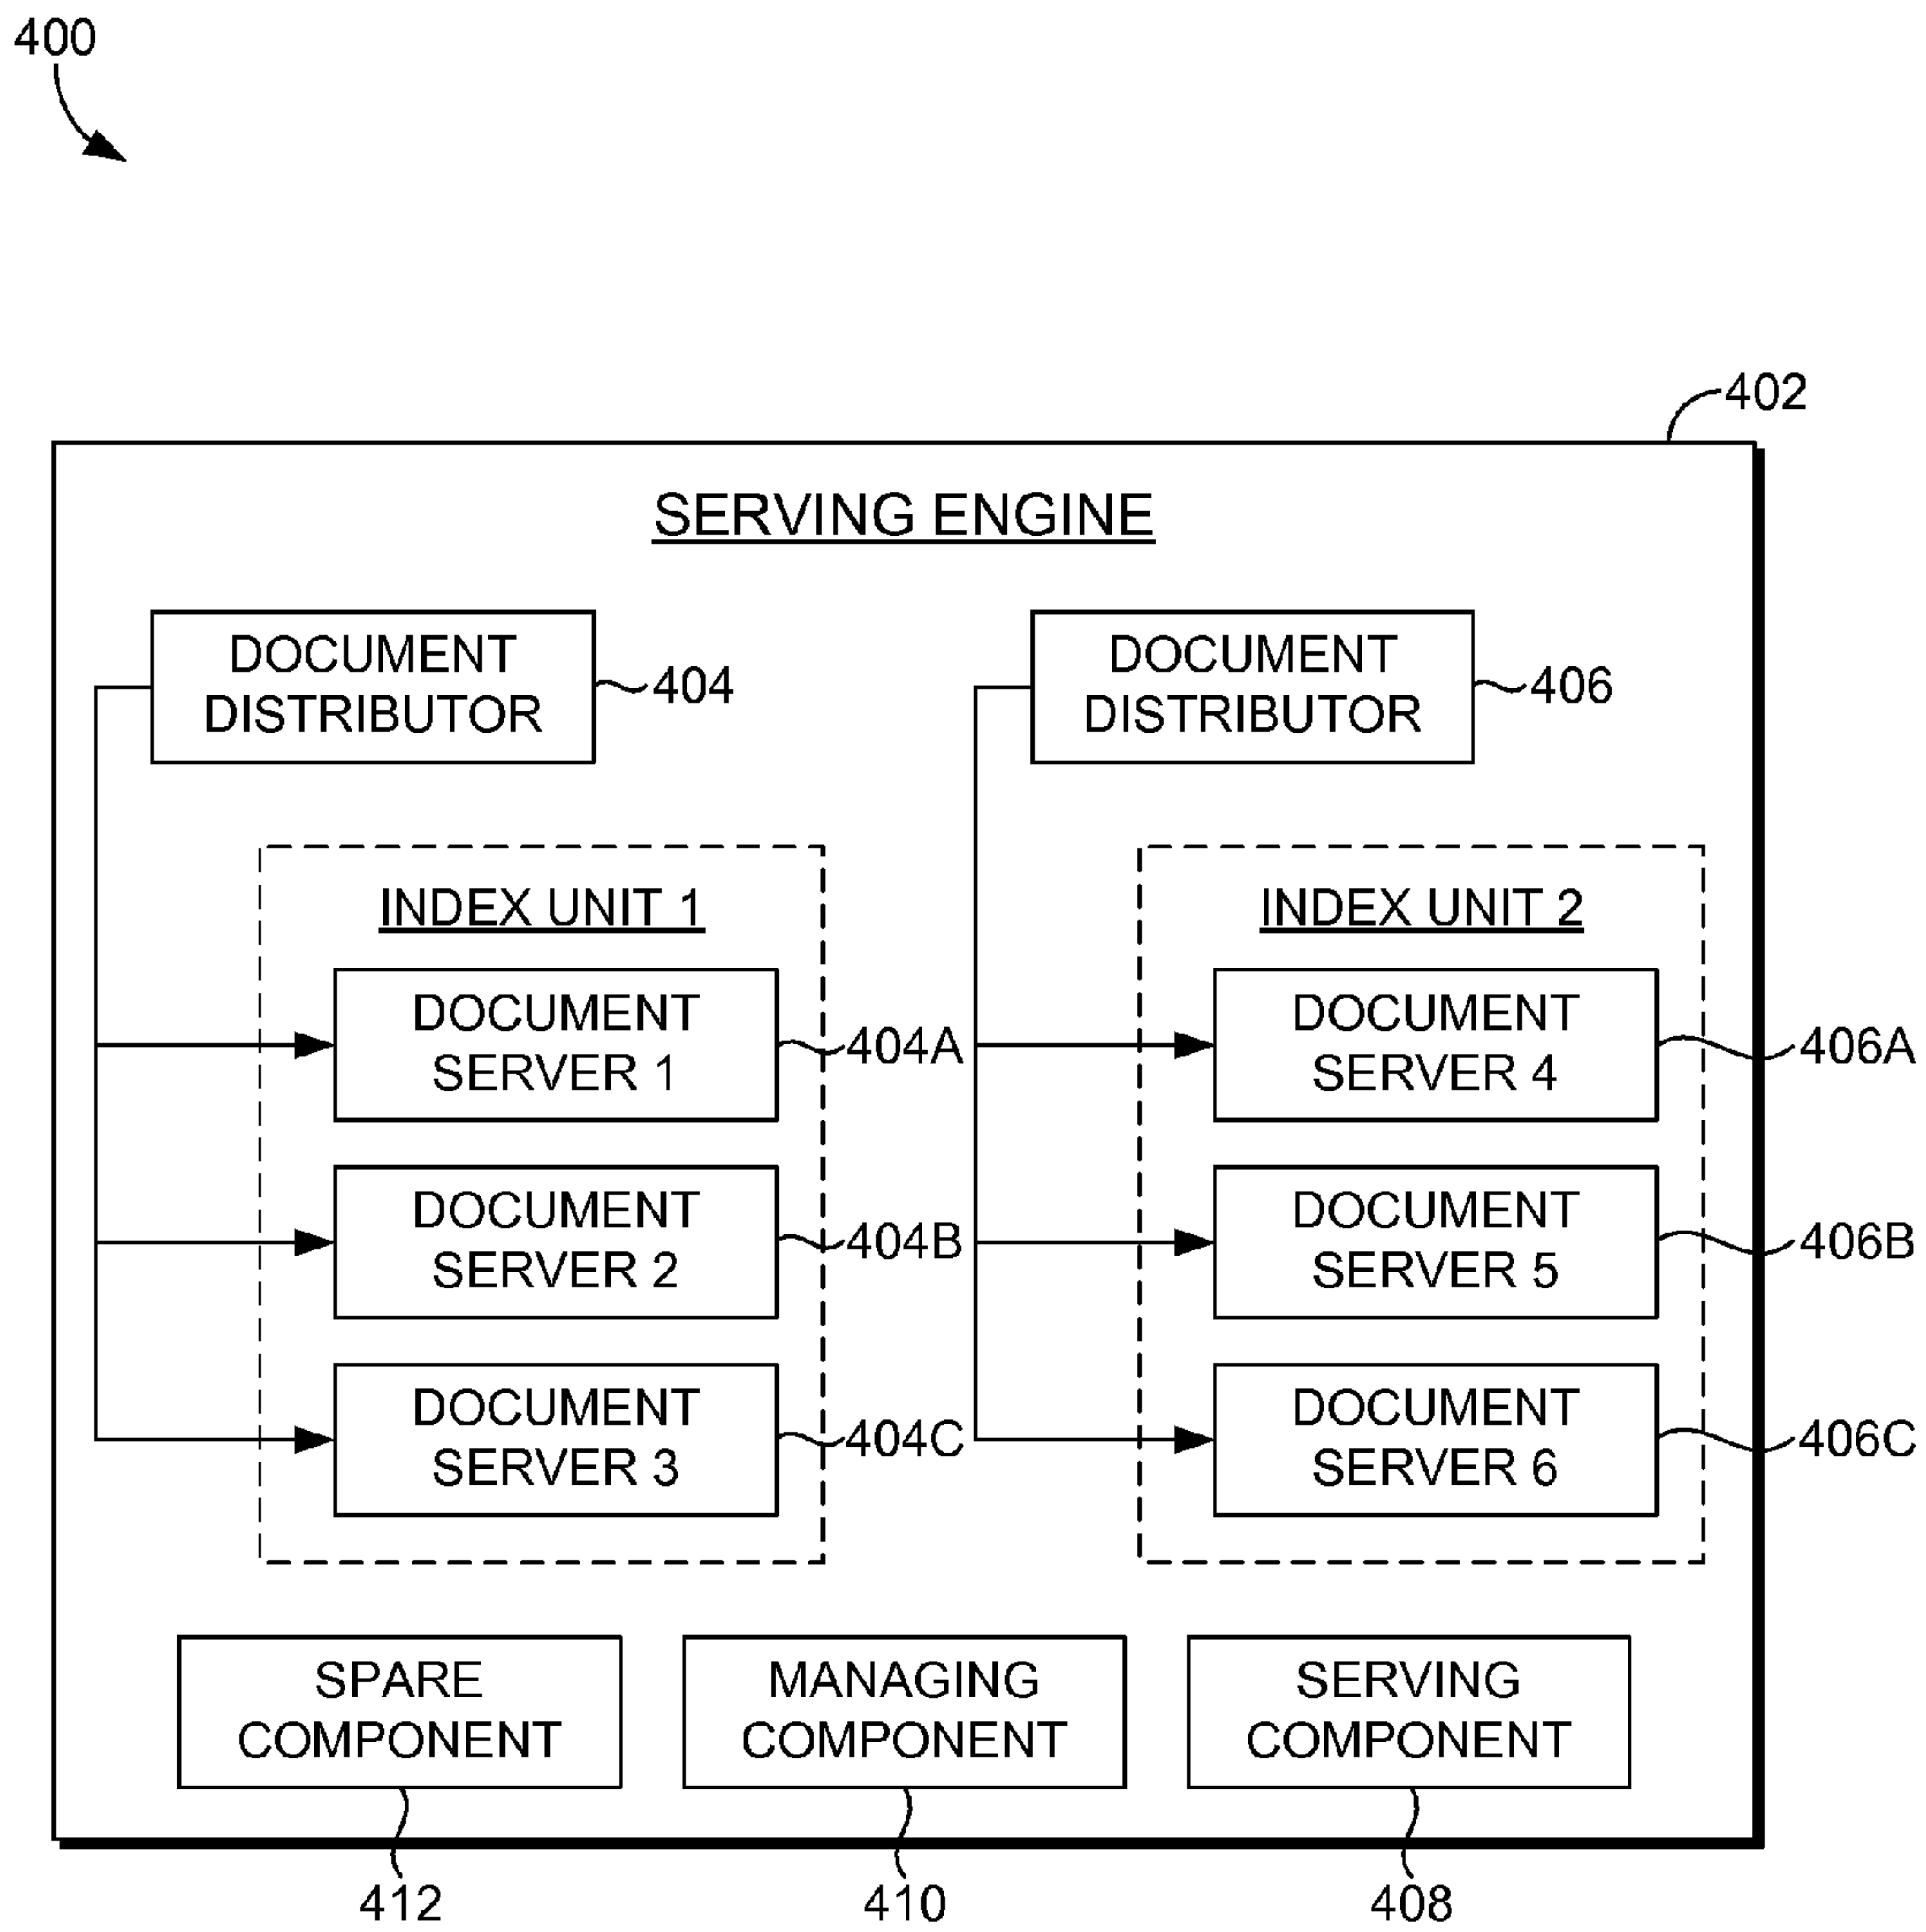 400
402
SERVING ENGINE
DOCUMENT
DISTRIBUTOR
404
DOCUMENT
DISTRIBUTOR
406
INDEX UNIT 1
DOCUMENT
SERVER 1
404A
DOCUMENT
SERVER 2
404B
DOCUMENT
SERVER 3
404C
INDEX UNIT 2
DOCUMENT
SERVER 4
406A
DOCUMENT
SERVER 5
406B
DOCUMENT
SERVER 6
406C
SPARE
COMPONENT
412
MANAGING
COMPONENT
410
SERVING
COMPONENT
408